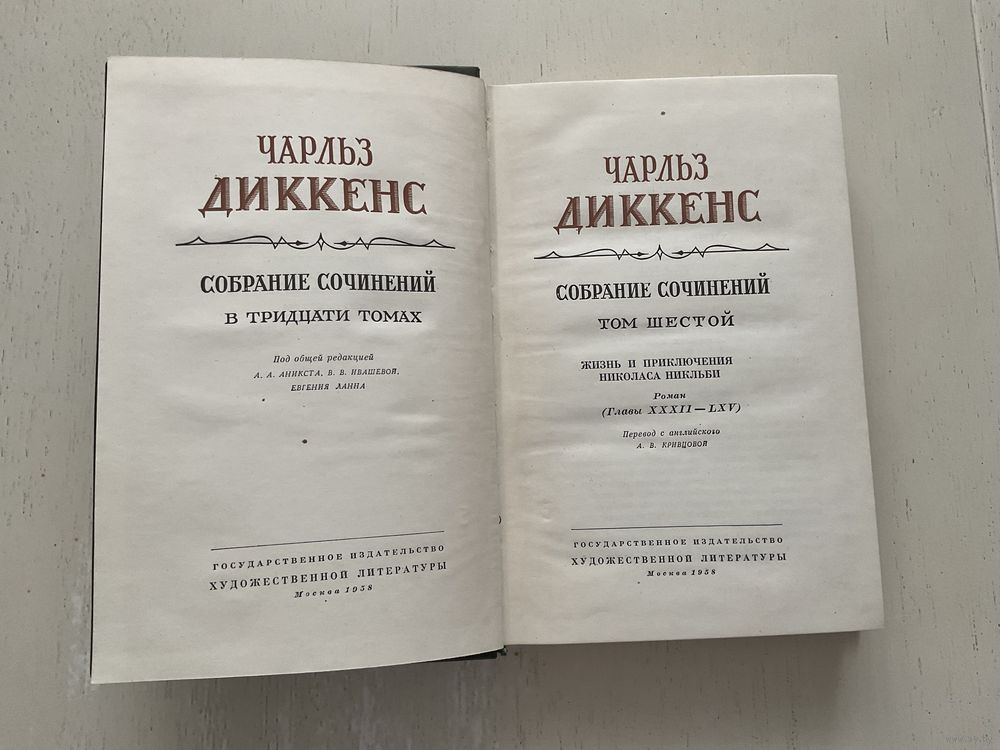 ЧАРЛЬЗ
ДИККЕНС
СОБРАНИЕ СОЧИНЕНИЙ
В ТРИДЦАТИ ТОМАХ
Под общей редакцией
А. А. АНИКСТА, В. В. ИВАШЕВОЙ,
ЕВГЕНИЯ ЛАННА
ГОСУДАРСТВЕННОЕ ИЗДАТЕЛЬСТВО
ХУДОЖЕСТВЕННОЙ ЛИТЕРАТУРЫ
Москва 1958
ЧАРЛЬЗ
ДИККЕНС
СОБРАНИЕ СОЧИНЕНИЙ
ТОМ ШЕСТОЙ
ЖИЗНЬ И ПРИКЛЮЧЕНИЯ
НИКОЛАСА НИКЛЬБИ
Роман
(Главы XXXII—LXV)
Перевод с английского
А. В. КРИВЦОВОЙ
ГОСУДАРСТВЕННОЕ ИЗДАТЕЛЬСТВО
ХУДОЖЕСТВЕННОЙ ЛИТЕРАТУРЫ
Москва 1958